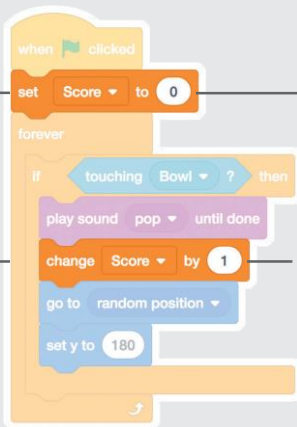 when clicked
set Score to 0
forever
if touching Bowl ? then
play sound pop until done
change Score by 1
go to random position
set y to 180